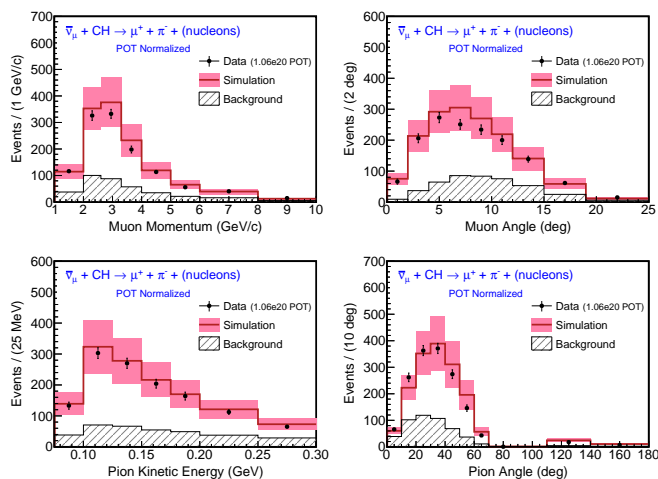 ν̄μ + CH → μ⁺ + π⁻ + (nucleons)
POT Normalized
Data (1.06e20 POT)
Simulation
Background
Events / (1 GeV/c)
700
600
500
400
300
200
100
0
1 2 3 4 5 6 7 8 9 10
Muon Momentum (GeV/c)
ν̄μ + CH → μ⁺ + π⁻ + (nucleons)
POT Normalized
Data (1.06e20 POT)
Simulation
Background
Events / (2 deg)
600
500
400
300
200
100
0
0 5 10 15 20 25
Muon Angle (deg)
ν̄μ + CH → μ⁺ + π⁻ + (nucleons)
POT Normalized
Data (1.06e20 POT)
Simulation
Background
Events / (25 MeV)
600
500
400
300
200
100
0
0.10 0.15 0.20 0.25 0.30
Pion Kinetic Energy (GeV)
ν̄μ + CH → μ⁺ + π⁻ + (nucleons)
POT Normalized
Data (1.06e20 POT)
Simulation
Background
Events / (10 deg)
700
600
500
400
300
200
100
0
0 20 40 60 80 100 120 140 160 180
Pion Angle (deg)